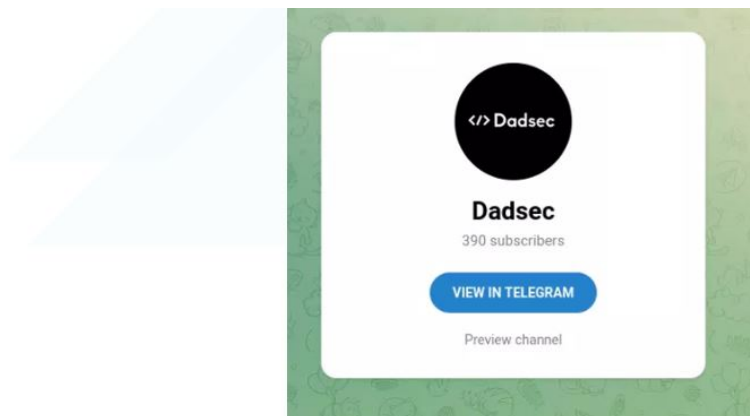 </> Dadsec
Dadsec
390 subscribers
VIEW IN TELEGRAM
Preview channel